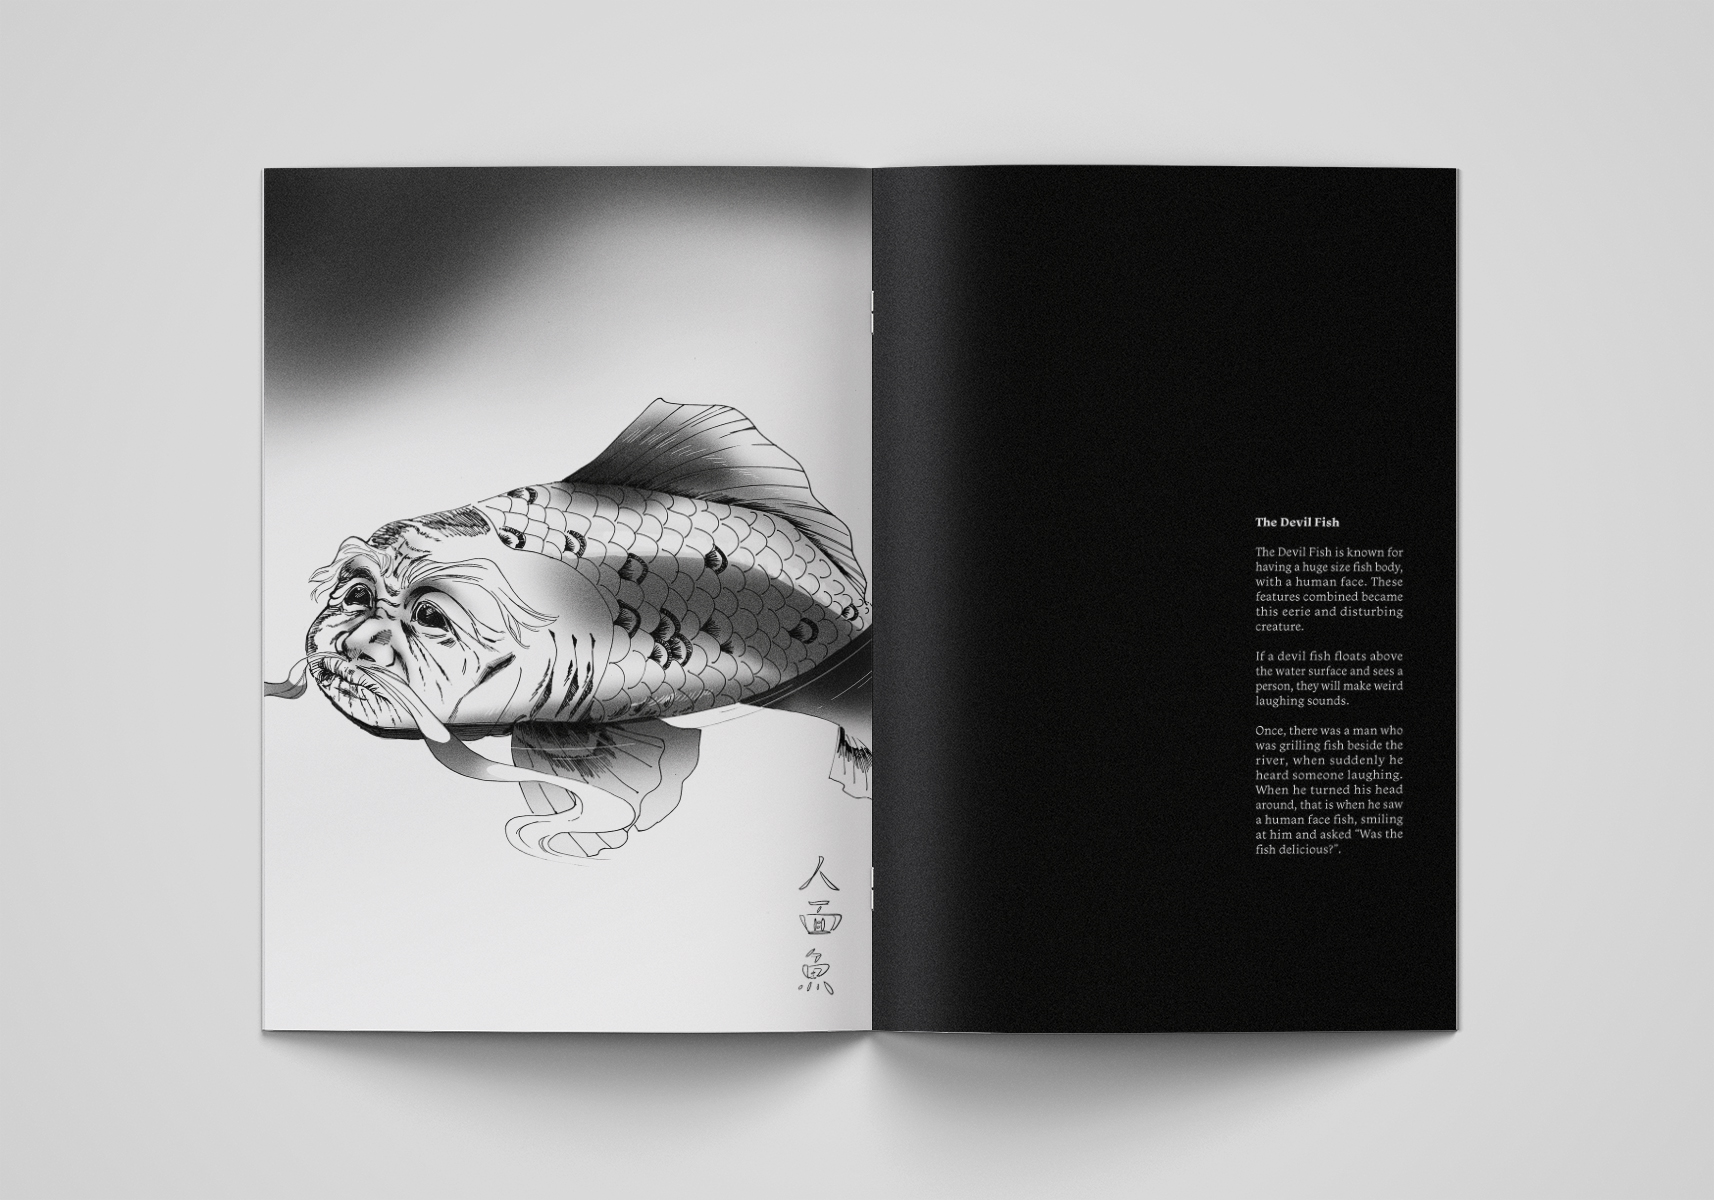 人
面
魚
The Devil Fish
The Devil Fish is known for
having a huge size fish body,
with a human face. These
features combined became
this eerie and disturbing
creature.
If a devil fish floats above
the water surface and sees a
person, they will make weird
laughing sounds.
Once, there was a man who
was grilling fish beside the
river, when suddenly he
heard someone laughing.
When he turned his head
around, that is when he saw
a human face fish, smiling
at him and asked “Was the
fish delicious?”.